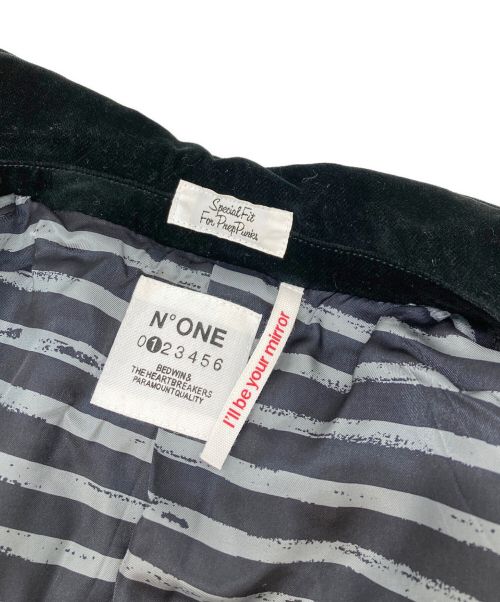 Special Fit
For Prep Punks
N° ONE
0123456
BEDWIN&
THE HEARTBREAKERS
PARAMOUNT QUALITY
I'll be your mirror